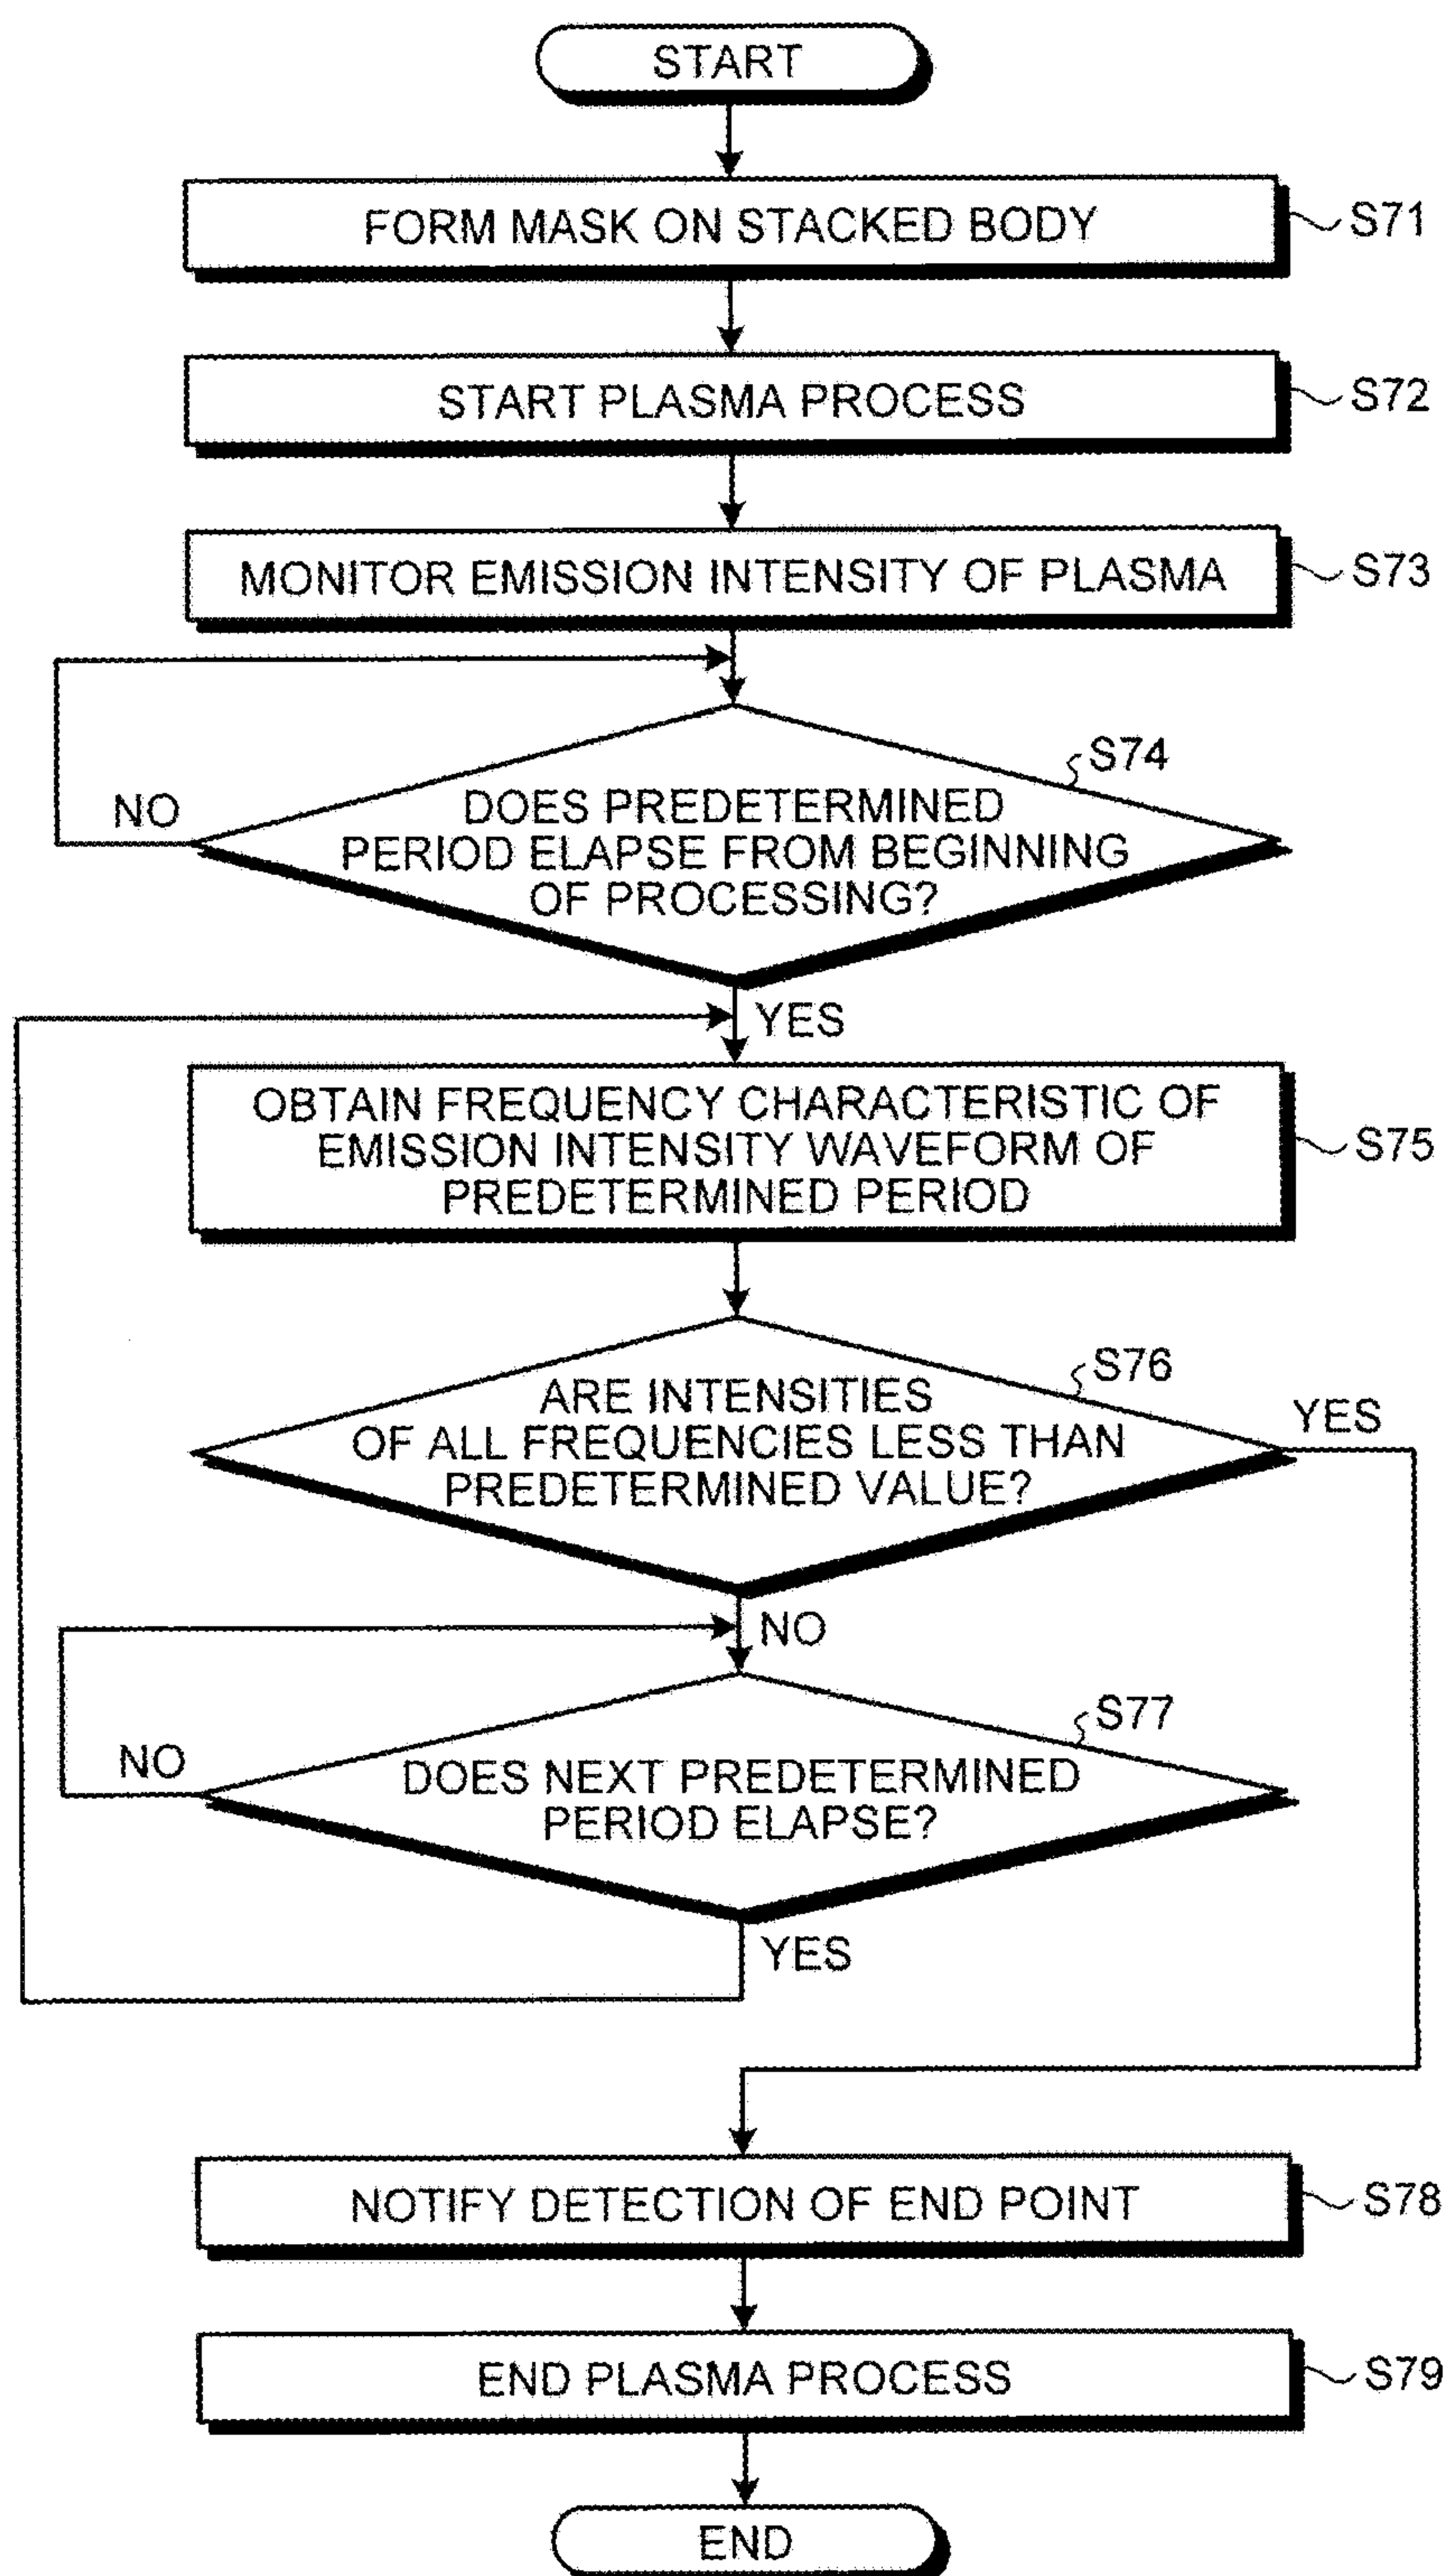 START
FORM MASK ON STACKED BODY
S71
START PLASMA PROCESS
S72
MONITOR EMISSION INTENSITY OF PLASMA
S73
S74
DOES PREDETERMINED
PERIOD ELAPSE FROM BEGINNING
OF PROCESSING?
NO
YES
OBTAIN FREQUENCY CHARACTERISTIC OF
EMISSION INTENSITY WAVEFORM OF
PREDETERMINED PERIOD
S75
S76
ARE INTENSITIES
OF ALL FREQUENCIES LESS THAN
PREDETERMINED VALUE?
YES
NO
S77
DOES NEXT PREDETERMINED
PERIOD ELAPSE?
NO
YES
NOTIFY DETECTION OF END POINT
S78
END PLASMA PROCESS
S79
END